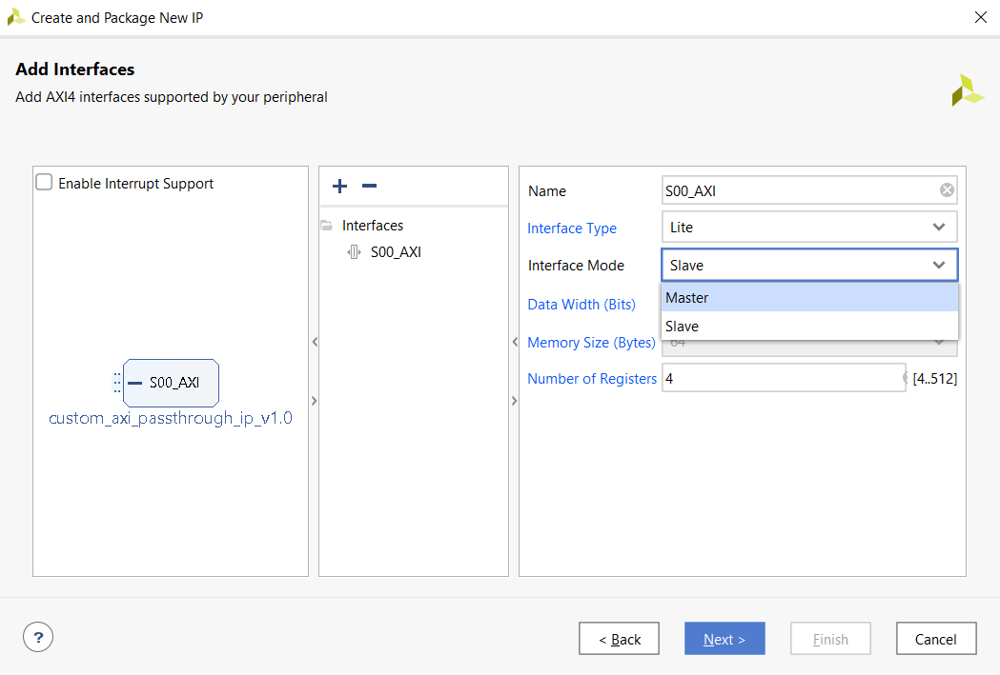 Create and Package New IP
Add Interfaces
Add AXI4 interfaces supported by your peripheral
Enable Interrupt Support
S00_AXI
custom_axi_passthrough_ip_v1.0
Interfaces
S00_AXI
Name S00_AXI
Interface Type Lite
Interface Mode Slave
Master
Slave
Data Width (Bits)
Memory Size (Bytes) 64
Number of Registers 4 [4..512]
? < Back Next > Finish Cancel